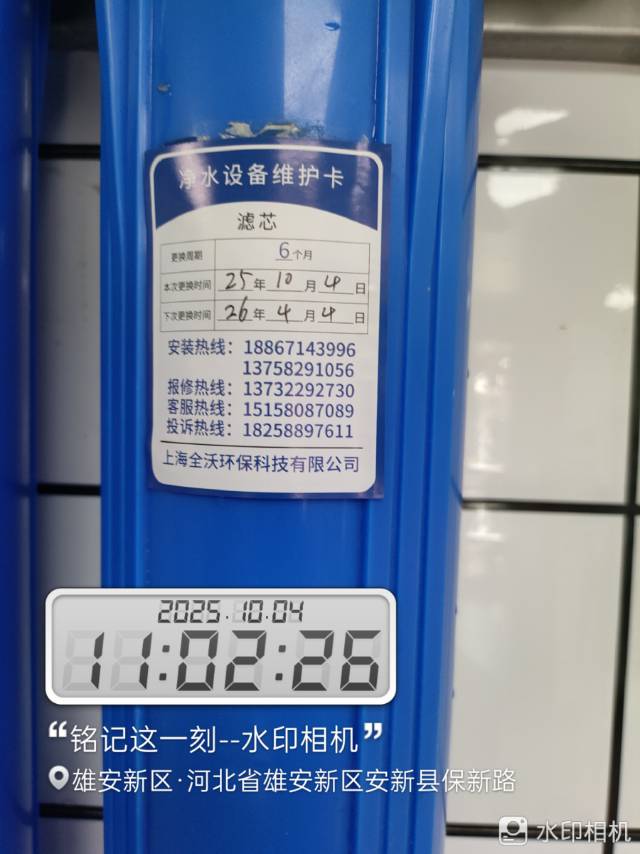 净水设备维护卡
滤芯
更换周期 6个月
本次更换时间 25年10月4日
下次更换时间 26年4月4日
安装热线：18867143996
13758291056
报修热线：13732292730
客服热线：15158087089
投诉热线：18258897611
上海全沃环保科技有限公司
2025.10.04
11:02:26
“铭记这一刻--水印相机”
雄安新区·河北省雄安新区安新县保新路
水印相机